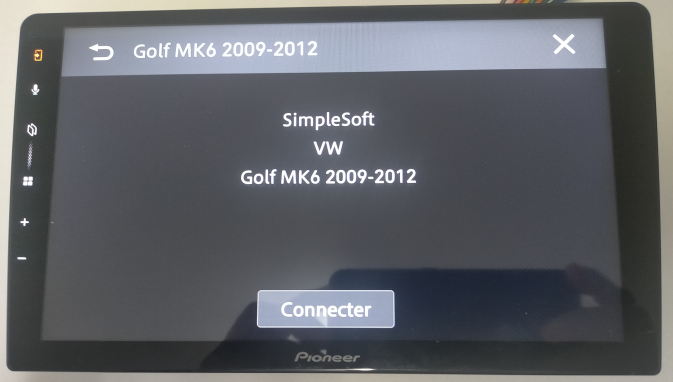 Golf MK6 2009-2012
SimpleSoft
VW
Golf MK6 2009-2012
Connecter
Pioneer